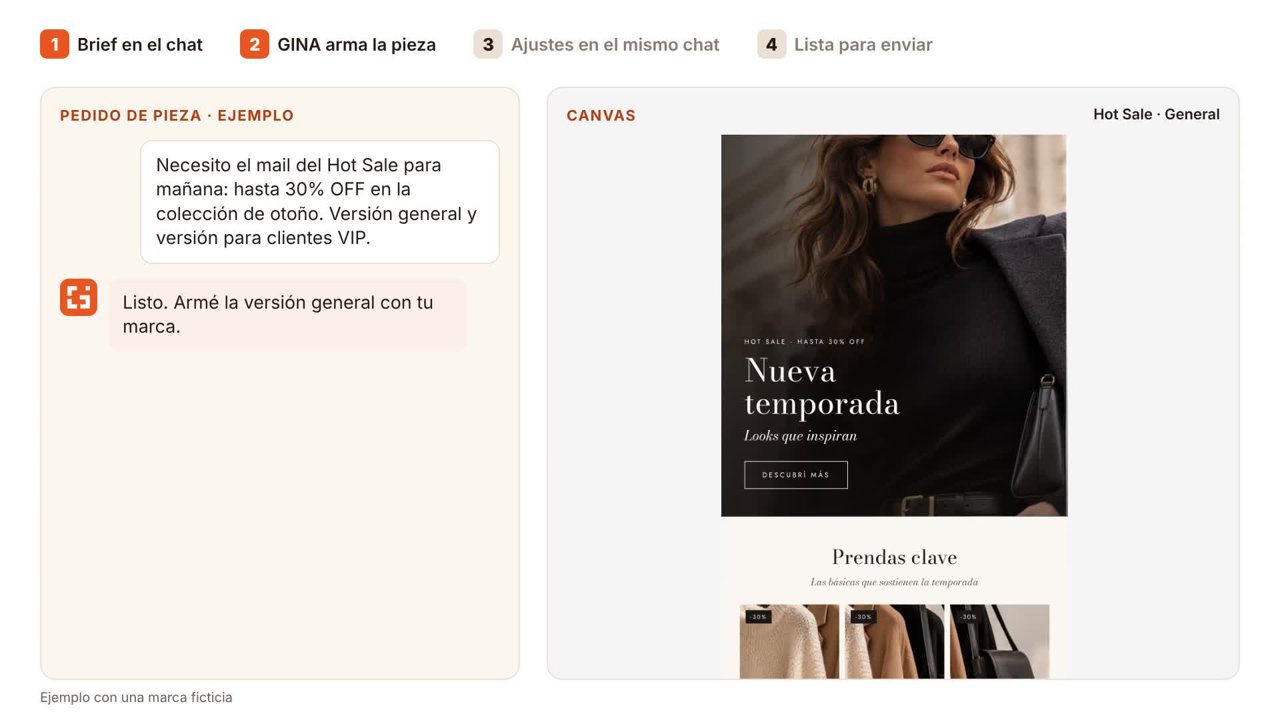 1 Brief en el chat
2 GINA arma la pieza
3 Ajustes en el mismo chat
4 Lista para enviar
PEDIDO DE PIEZA · EJEMPLO
Necesito el mail del Hot Sale para
mañana: hasta 30% OFF en la
colección de otoño. Versión general y
versión para clientes VIP.
Listo. Armé la versión general con tu
marca.
CANVAS
Hot Sale · General
HOT SALE · HASTA 30% OFF
Nueva
temporada
Looks que inspiran
DESCUBRÍ MÁS
Prendas clave
Las básicas que sostienen la temporada
-30%
-30%
-30%
Ejemplo con una marca ficticia